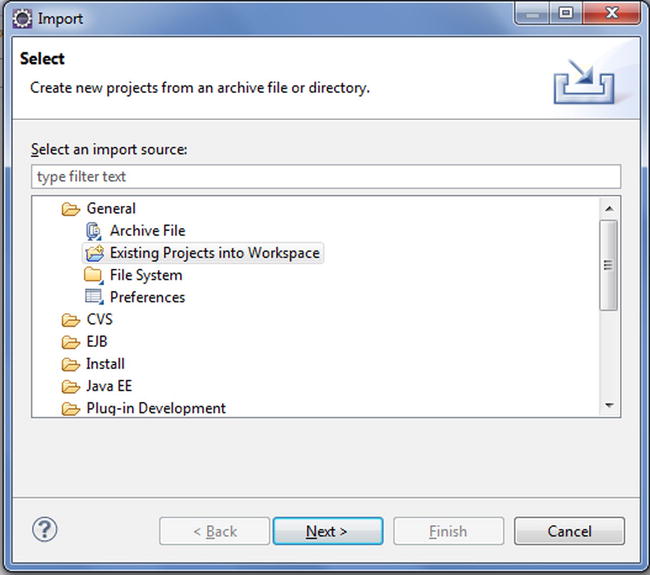 Import
Select
Create new projects from an archive file or directory.
Select an import source:
type filter text
General
Archive File
Existing Projects into Workspace
File System
Preferences
CVS
EJB
Install
Java EE
Plug-in Development
?
< Back
Next >
Finish
Cancel